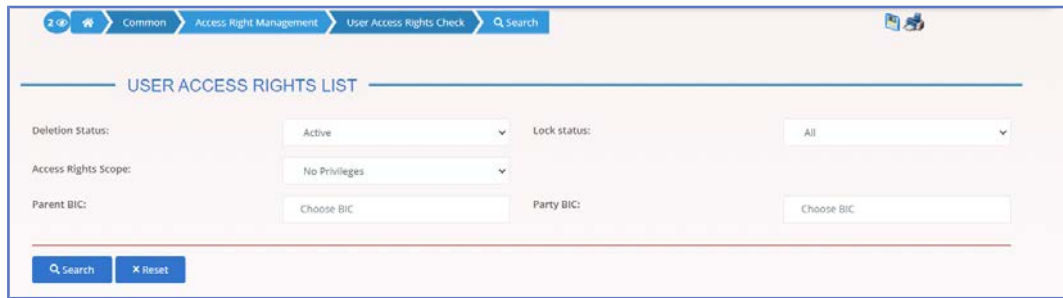 2 Common Access Right Management User Access Rights Check Search
USER ACCESS RIGHTS LIST
Deletion Status: Active Lock status: All
Access Rights Scope: No Privileges
Parent BIC: Choose BIC Party BIC: Choose BIC
Search Reset